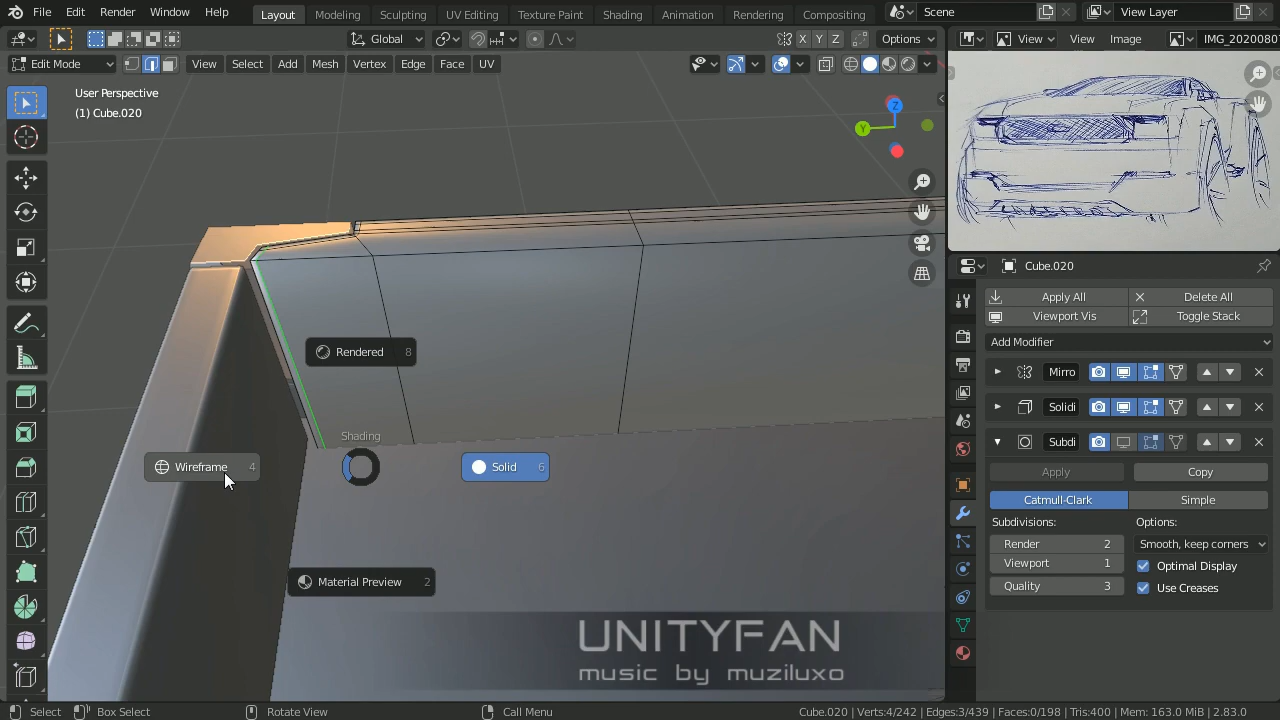 File Edit Render Window Help Layout Modeling Sculpting UV Editing Texture Paint Shading Animation Rendering Compositing Scene View Layer
Global X Y Z Options View View Image IMG_2020080
Edit Mode View Select Add Mesh Vertex Edge Face UV
User Perspective
(1) Cube.020
Z
Y
Cube.020
Apply All Delete All
Viewport Vis Toggle Stack
Add Modifier
Rendered 8
Mirro
Solidi
Shading
Subdi
Wireframe 4
Solid 6
Apply Copy
Catmull-Clark Simple
Subdivisions: Options:
Render 2 Smooth, keep corners
Viewport 1 Optimal Display
Quality 3 Use Creases
Material Preview 2
UNITYFAN
music by muziluxo
Select Box Select Rotate View Call Menu Cube.020 | Verts:4/242 | Edges:3/439 | Faces:0/198 | Tris:400 | Mem: 163.0 MiB | 2.83.0